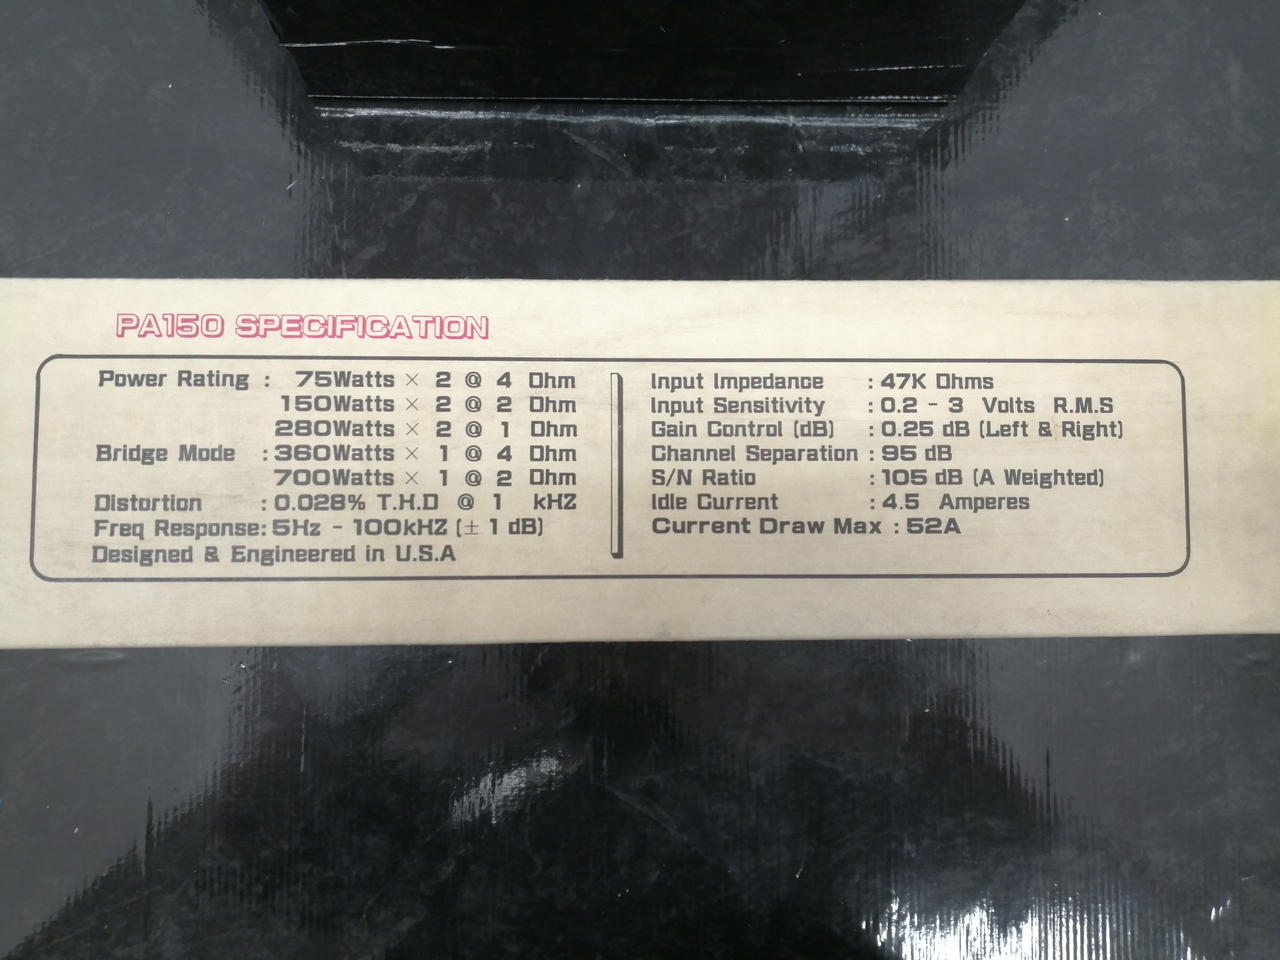 PA150 SPECIFICATION
Power Rating : 75Watts × 2 @ 4 Ohm
150Watts × 2 @ 2 Ohm
280Watts × 2 @ 1 Ohm
Bridge Mode : 360Watts × 1 @ 4 Ohm
700Watts × 1 @ 2 Ohm
Distortion : 0.028% T.H.D @ 1 kHZ
Freq Response: 5Hz - 100kHZ (± 1 dB)
Designed & Engineered in U.S.A
Input Impedance : 47K Ohms
Input Sensitivity : 0.2 - 3 Volts R.M.S
Gain Control (dB) : 0.25 dB (Left & Right)
Channel Separation : 95 dB
S/N Ratio : 105 dB (A Weighted)
Idle Current : 4.5 Amperes
Current Draw Max : 52A